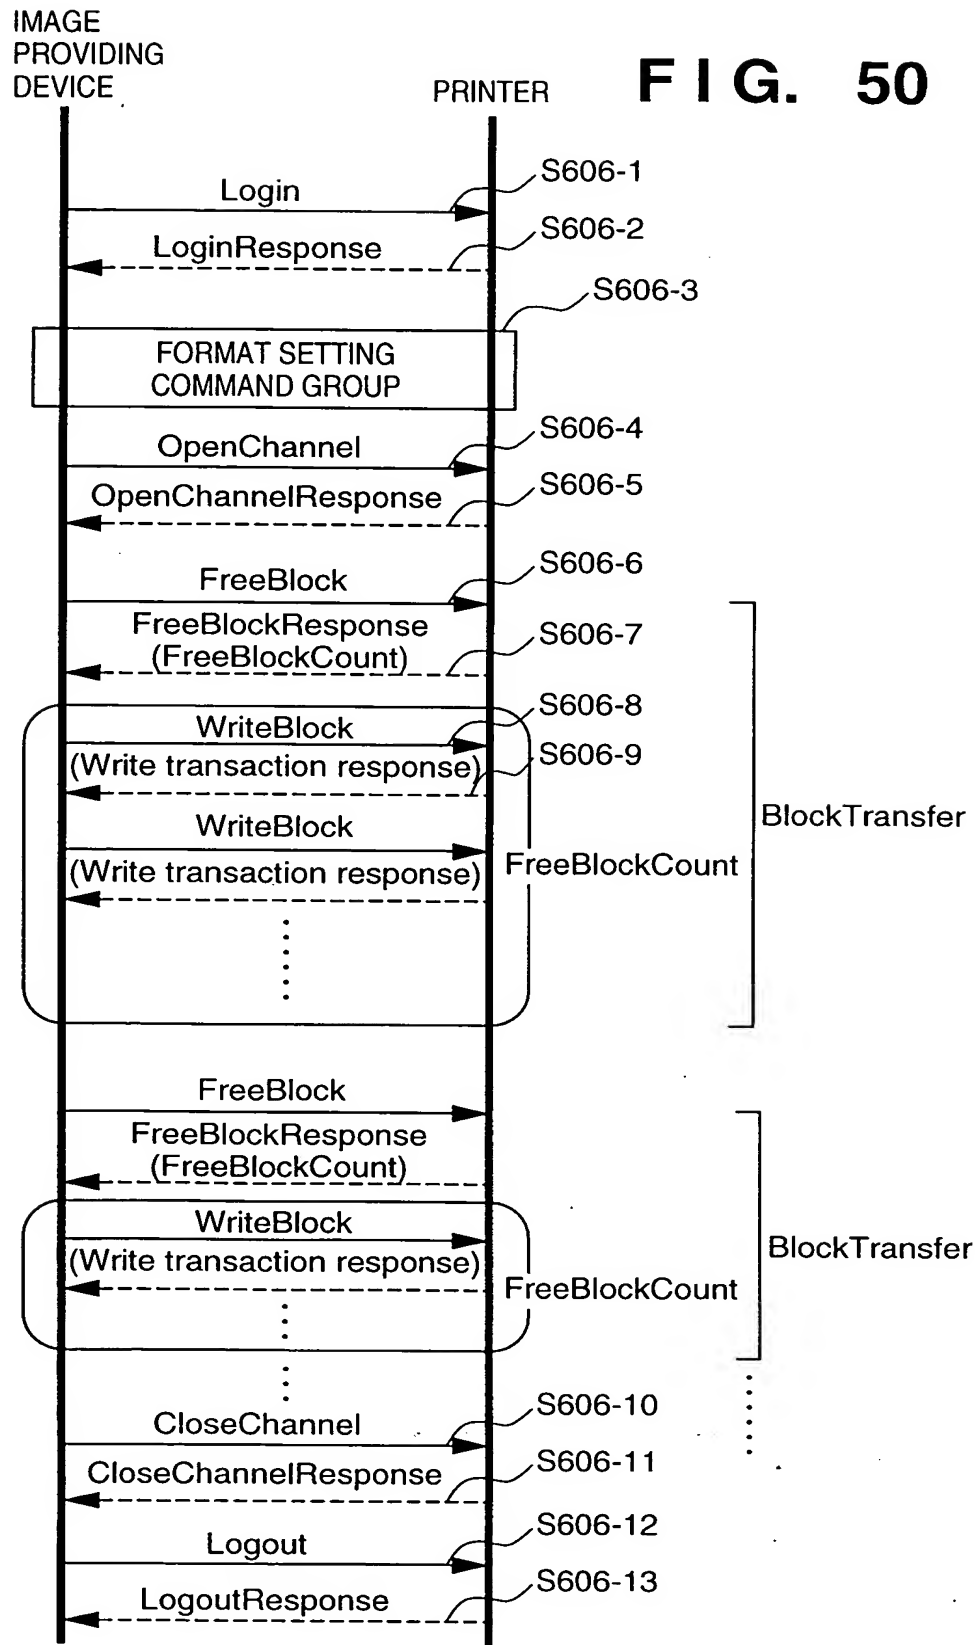 IMAGE
PROVIDING
DEVICE
PRINTER
FIG. 50
Login
S606-1
LoginResponse
S606-2
S606-3
FORMAT SETTING
COMMAND GROUP
OpenChannel
S606-4
OpenChannelResponse
S606-5
FreeBlock
S606-6
FreeBlockResponse
(FreeBlockCount)
S606-7
WriteBlock
S606-8
(Write transaction response)
S606-9
WriteBlock
(Write transaction response)
FreeBlockCount
BlockTransfer
FreeBlock
FreeBlockResponse
(FreeBlockCount)
WriteBlock
(Write transaction response)
FreeBlockCount
BlockTransfer
CloseChannel
S606-10
CloseChannelResponse
S606-11
Logout
S606-12
LogoutResponse
S606-13